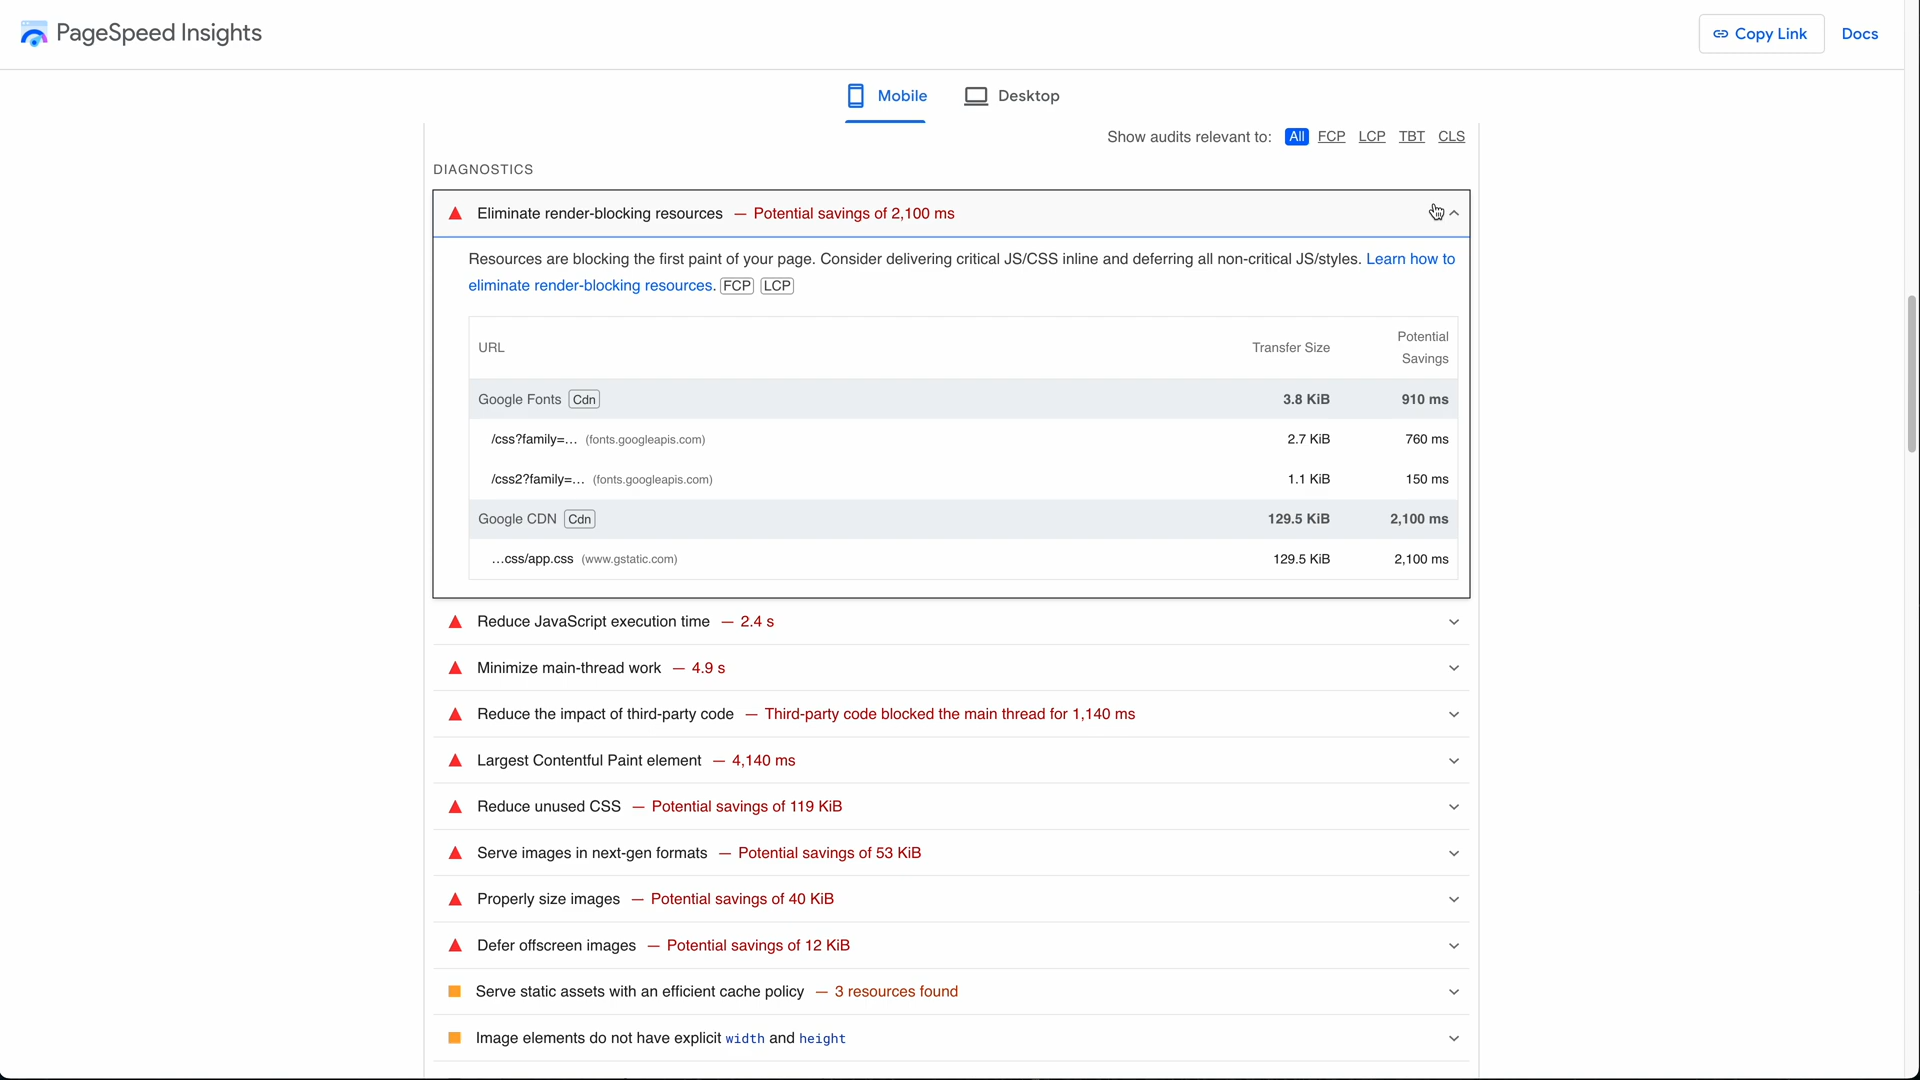 PageSpeed Insights
Copy Link
Docs
Mobile
Desktop
Show audits relevant to: All FCP LCP TBT CLS
DIAGNOSTICS
Eliminate render-blocking resources — Potential savings of 2,100 ms
Resources are blocking the first paint of your page. Consider delivering critical JS/CSS inline and deferring all non-critical JS/styles. Learn how to
eliminate render-blocking resources. FCP LCP
URL Transfer Size Potential
Savings
Google Fonts Cdn 3.8 KiB 910 ms
/css?family=… (fonts.googleapis.com) 2.7 KiB 760 ms
/css2?family=… (fonts.googleapis.com) 1.1 KiB 150 ms
Google CDN Cdn 129.5 KiB 2,100 ms
…css/app.css (www.gstatic.com) 129.5 KiB 2,100 ms
Reduce JavaScript execution time — 2.4 s
Minimize main-thread work — 4.9 s
Reduce the impact of third-party code — Third-party code blocked the main thread for 1,140 ms
Largest Contentful Paint element — 4,140 ms
Reduce unused CSS — Potential savings of 119 KiB
Serve images in next-gen formats — Potential savings of 53 KiB
Properly size images — Potential savings of 40 KiB
Defer offscreen images — Potential savings of 12 KiB
Serve static assets with an efficient cache policy — 3 resources found
Image elements do not have explicit width and height